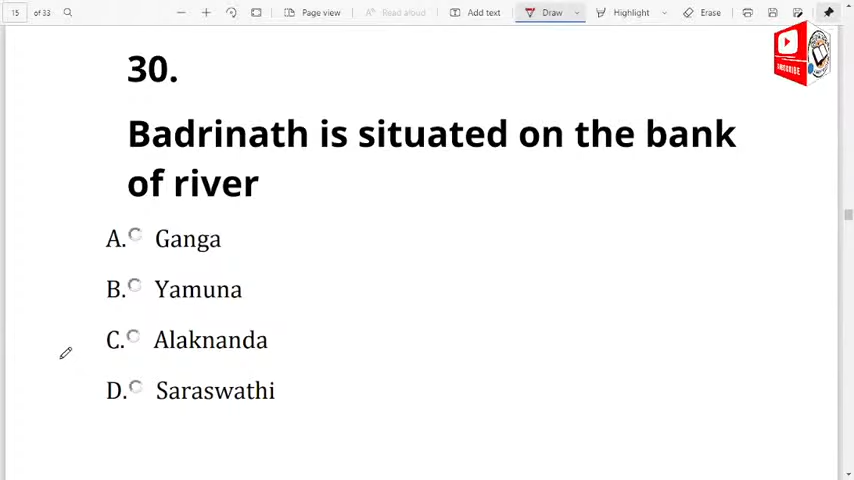 15 of 33 Page view Read aloud Add text Draw Highlight Erase
SUBSCRIBE
30.
Badrinath is situated on the bank
of river
A. Ganga
B. Yamuna
C. Alaknanda
D. Saraswathi